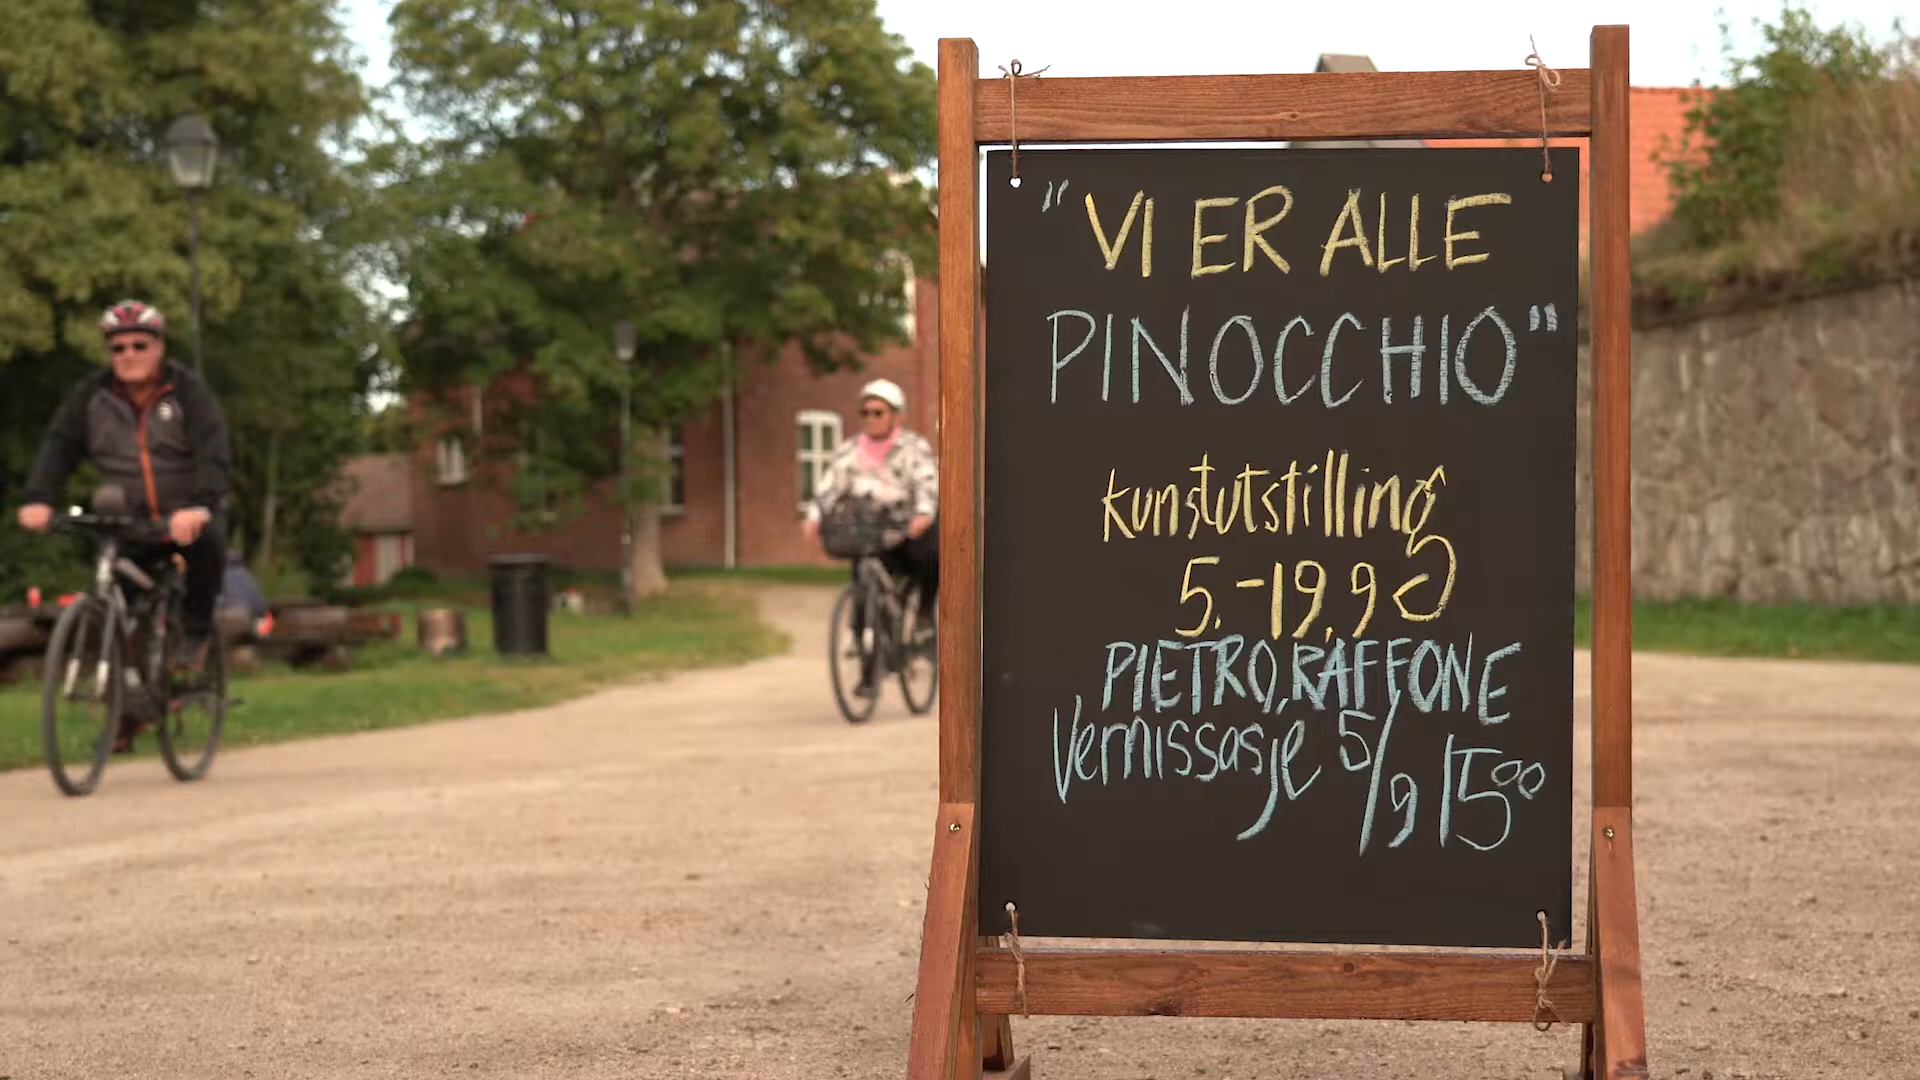 "VI ER ALLE
PINOCCHIO"
kunstutstilling
5.-19.9
PIETRO RAFFONE
Vernissasje 5/9 15⁰⁰